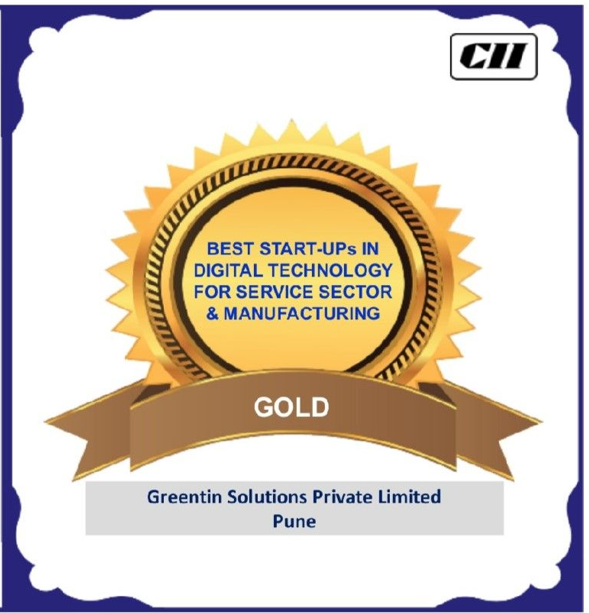 CII
BEST START-UPs IN
DIGITAL TECHNOLOGY
FOR SERVICE SECTOR
& MANUFACTURING
GOLD
Greentin Solutions Private Limited
Pune